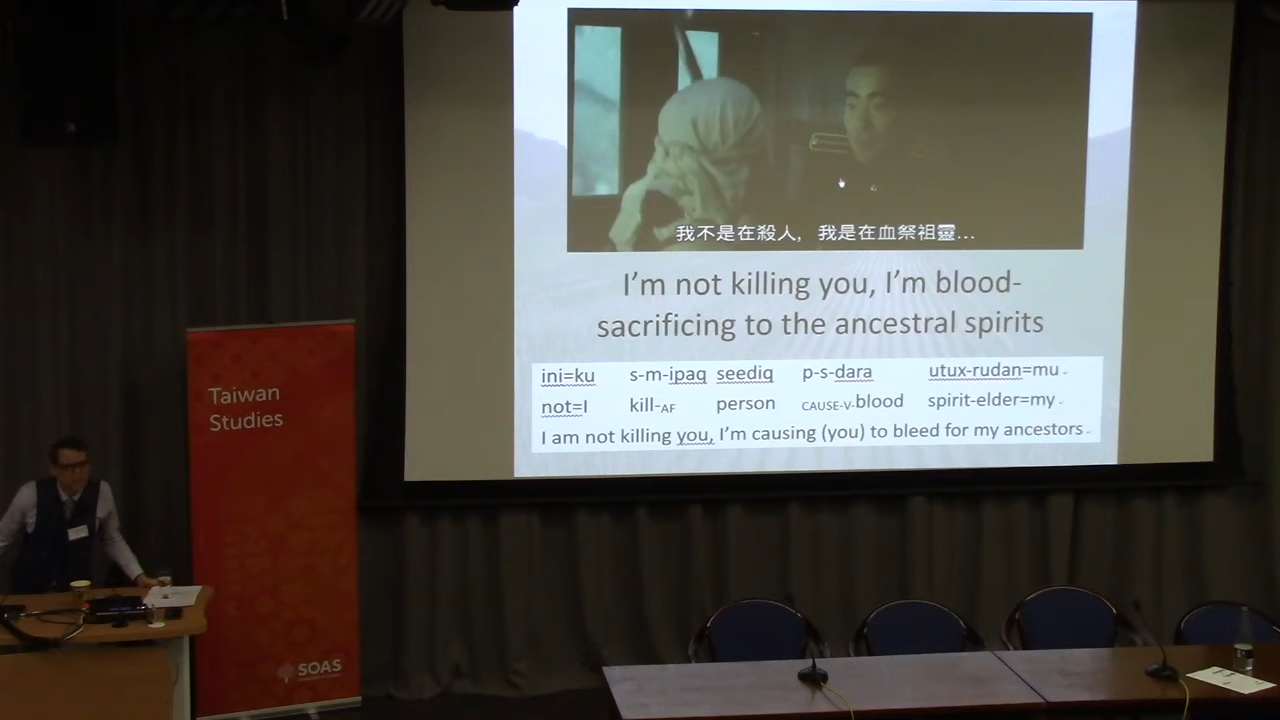 我不是在殺人，我是在血祭祖靈...
I'm not killing you, I'm blood-
sacrificing to the ancestral spirits
ini=ku s-m-ipaq seediq p-s-dara utux-rudan=mu
not=I kill-AF person CAUSE-V-blood spirit-elder=my
I am not killing you, I'm causing (you) to bleed for my ancestors
Taiwan
Studies
SOAS